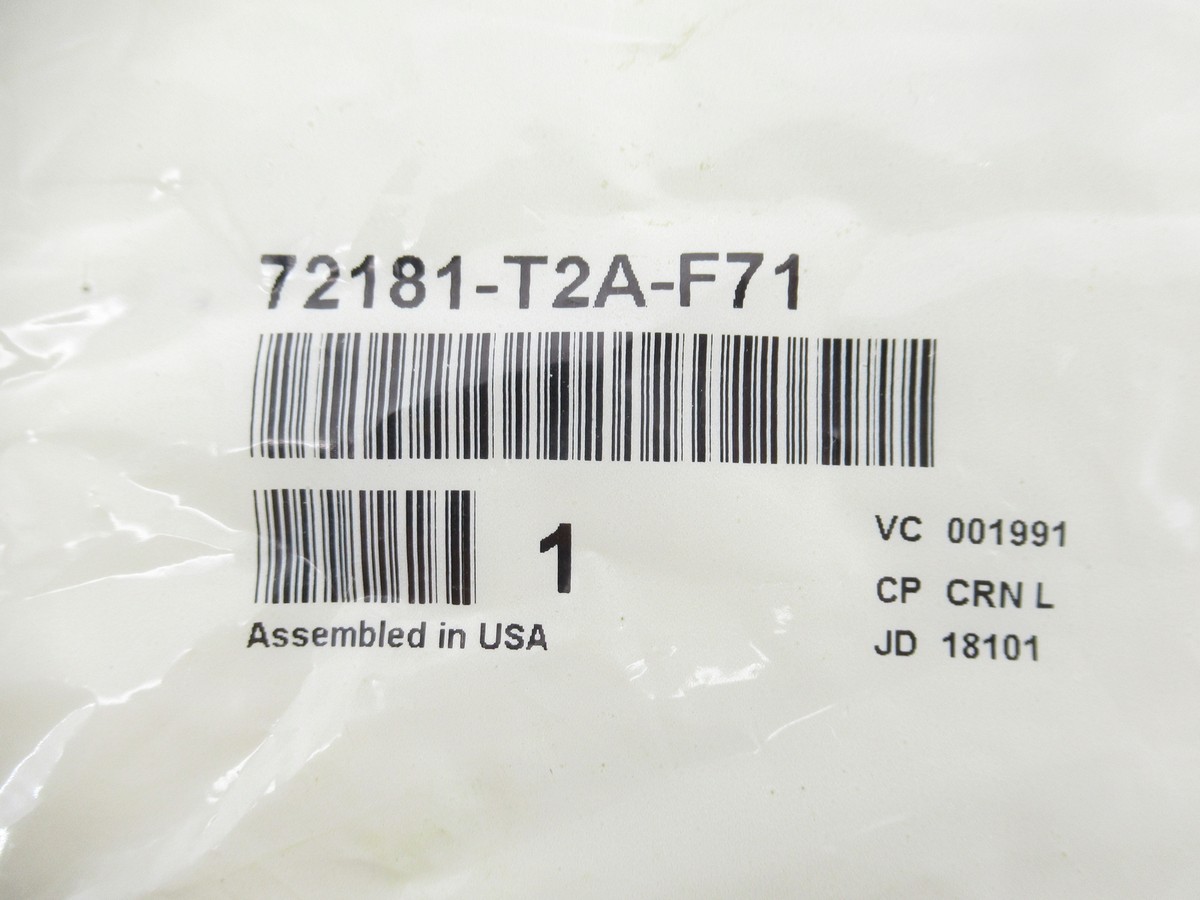 72181-T2A-F71
1
Assembled in USA
VC 001991
CP CRN L
JD 18101